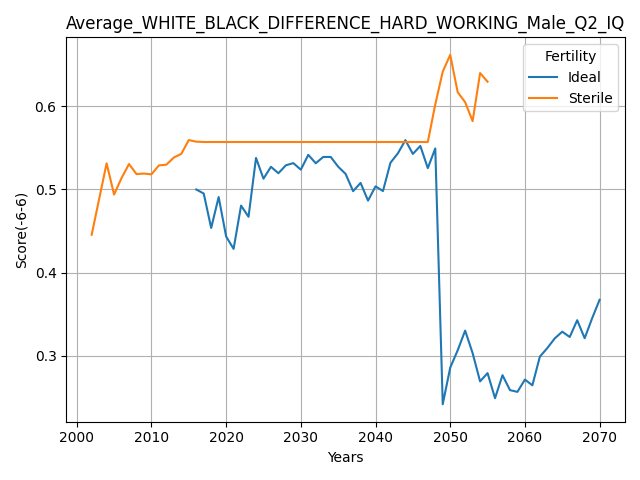 Average_WHITE_BLACK_DIFFERENCE_HARD_WORKING_Male_Q2_IQ
Fertility
Ideal
Sterile
Score(-6-6)
0.6
0.5
0.4
0.3
2000 2010 2020 2030 2040 2050 2060 2070
Years